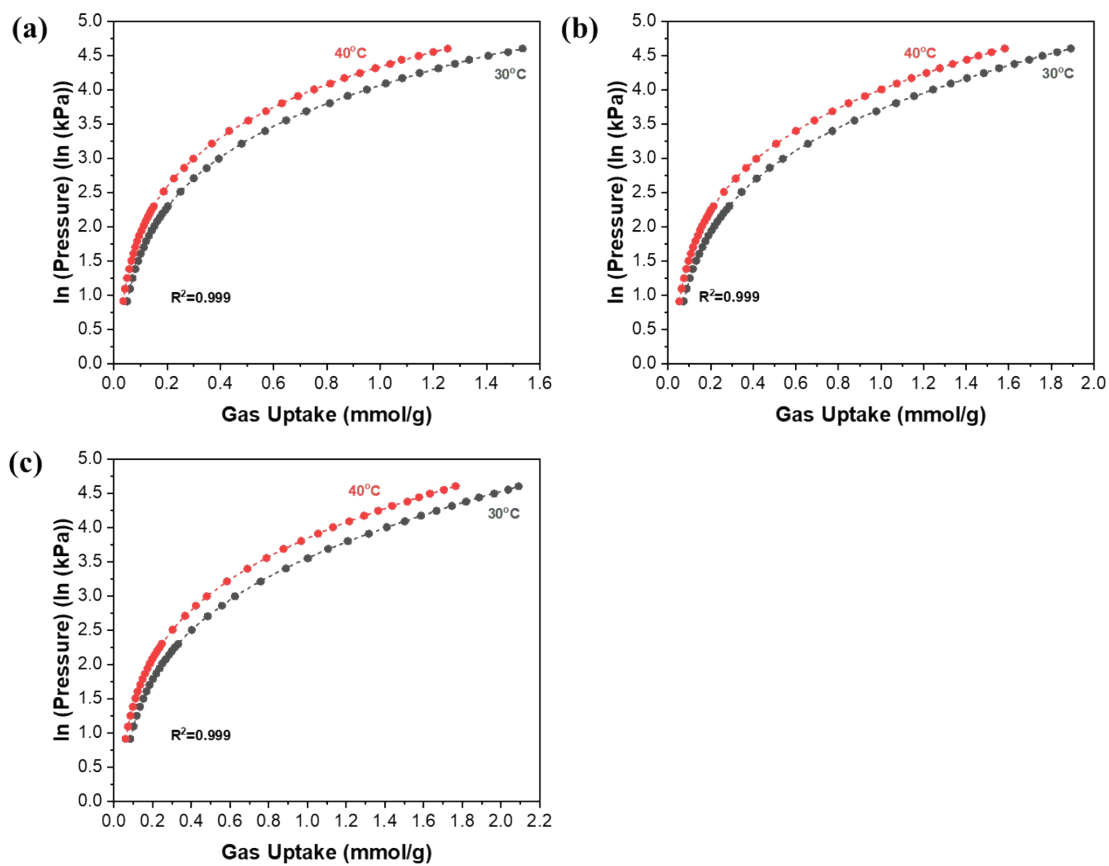 (a)
5.0
4.5
4.0
3.5
3.0
2.5
2.0
1.5
1.0
0.5
0.0
ln (Pressure) (ln (kPa))
40°C
30°C
R²=0.999
0.0 0.2 0.4 0.6 0.8 1.0 1.2 1.4 1.6
Gas Uptake (mmol/g)
(b)
5.0
4.5
4.0
3.5
3.0
2.5
2.0
1.5
1.0
0.5
0.0
ln (Pressure) (ln (kPa))
40°C
30°C
R²=0.999
0.0 0.2 0.4 0.6 0.8 1.0 1.2 1.4 1.6 1.8 2.0
Gas Uptake (mmol/g)
(c)
5.0
4.5
4.0
3.5
3.0
2.5
2.0
1.5
1.0
0.5
0.0
ln (Pressure) (ln (kPa))
40°C
30°C
R²=0.999
0.0 0.2 0.4 0.6 0.8 1.0 1.2 1.4 1.6 1.8 2.0 2.2
Gas Uptake (mmol/g)